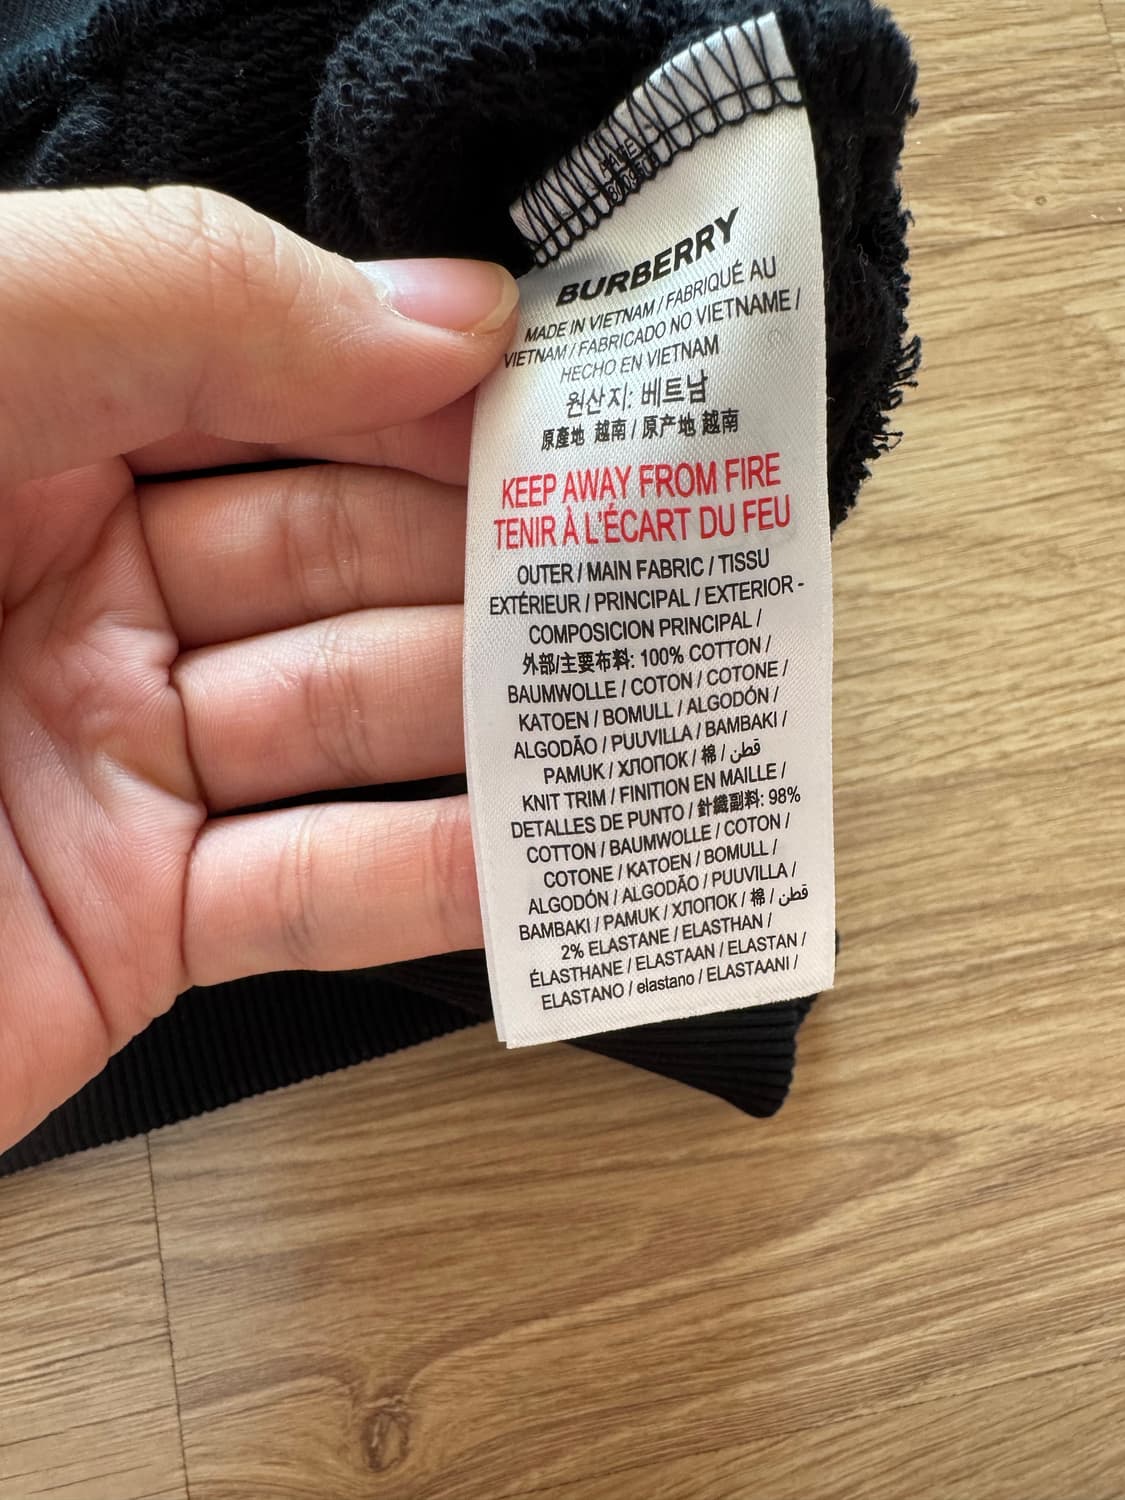 BURBERRY
MADE IN VIETNAM / FABRIQUÉ AU
VIETNAM / FABRICADO NO VIETNAME /
HECHO EN VIETNAM
원산지: 베트남
原產地 越南 / 原产地 越南
KEEP AWAY FROM FIRE
TENIR À L'ÉCART DU FEU
OUTER / MAIN FABRIC / TISSU
EXTÉRIEUR / PRINCIPAL / EXTERIOR -
COMPOSICION PRINCIPAL /
外部/主要布料: 100% COTTON /
BAUMWOLLE / COTON / COTONE /
KATOEN / BOMULL / ALGODÓN /
ALGODÃO / PUUVILLA / BAMBAKI /
PAMUK / ХЛОПОК / 棉 / قطن
KNIT TRIM / FINITION EN MAILLE /
DETALLES DE PUNTO / 針織副料: 98%
COTTON / BAUMWOLLE / COTON /
COTONE / KATOEN / BOMULL /
ALGODÓN / ALGODÃO / PUUVILLA /
BAMBAKI / PAMUK / ХЛОПОК / 棉 / قطن
2% ELASTANE / ELASTHAN /
ÉLASTHANE / ELASTAAN / ELASTAN /
ELASTANO / elastano / ELASTAANI /